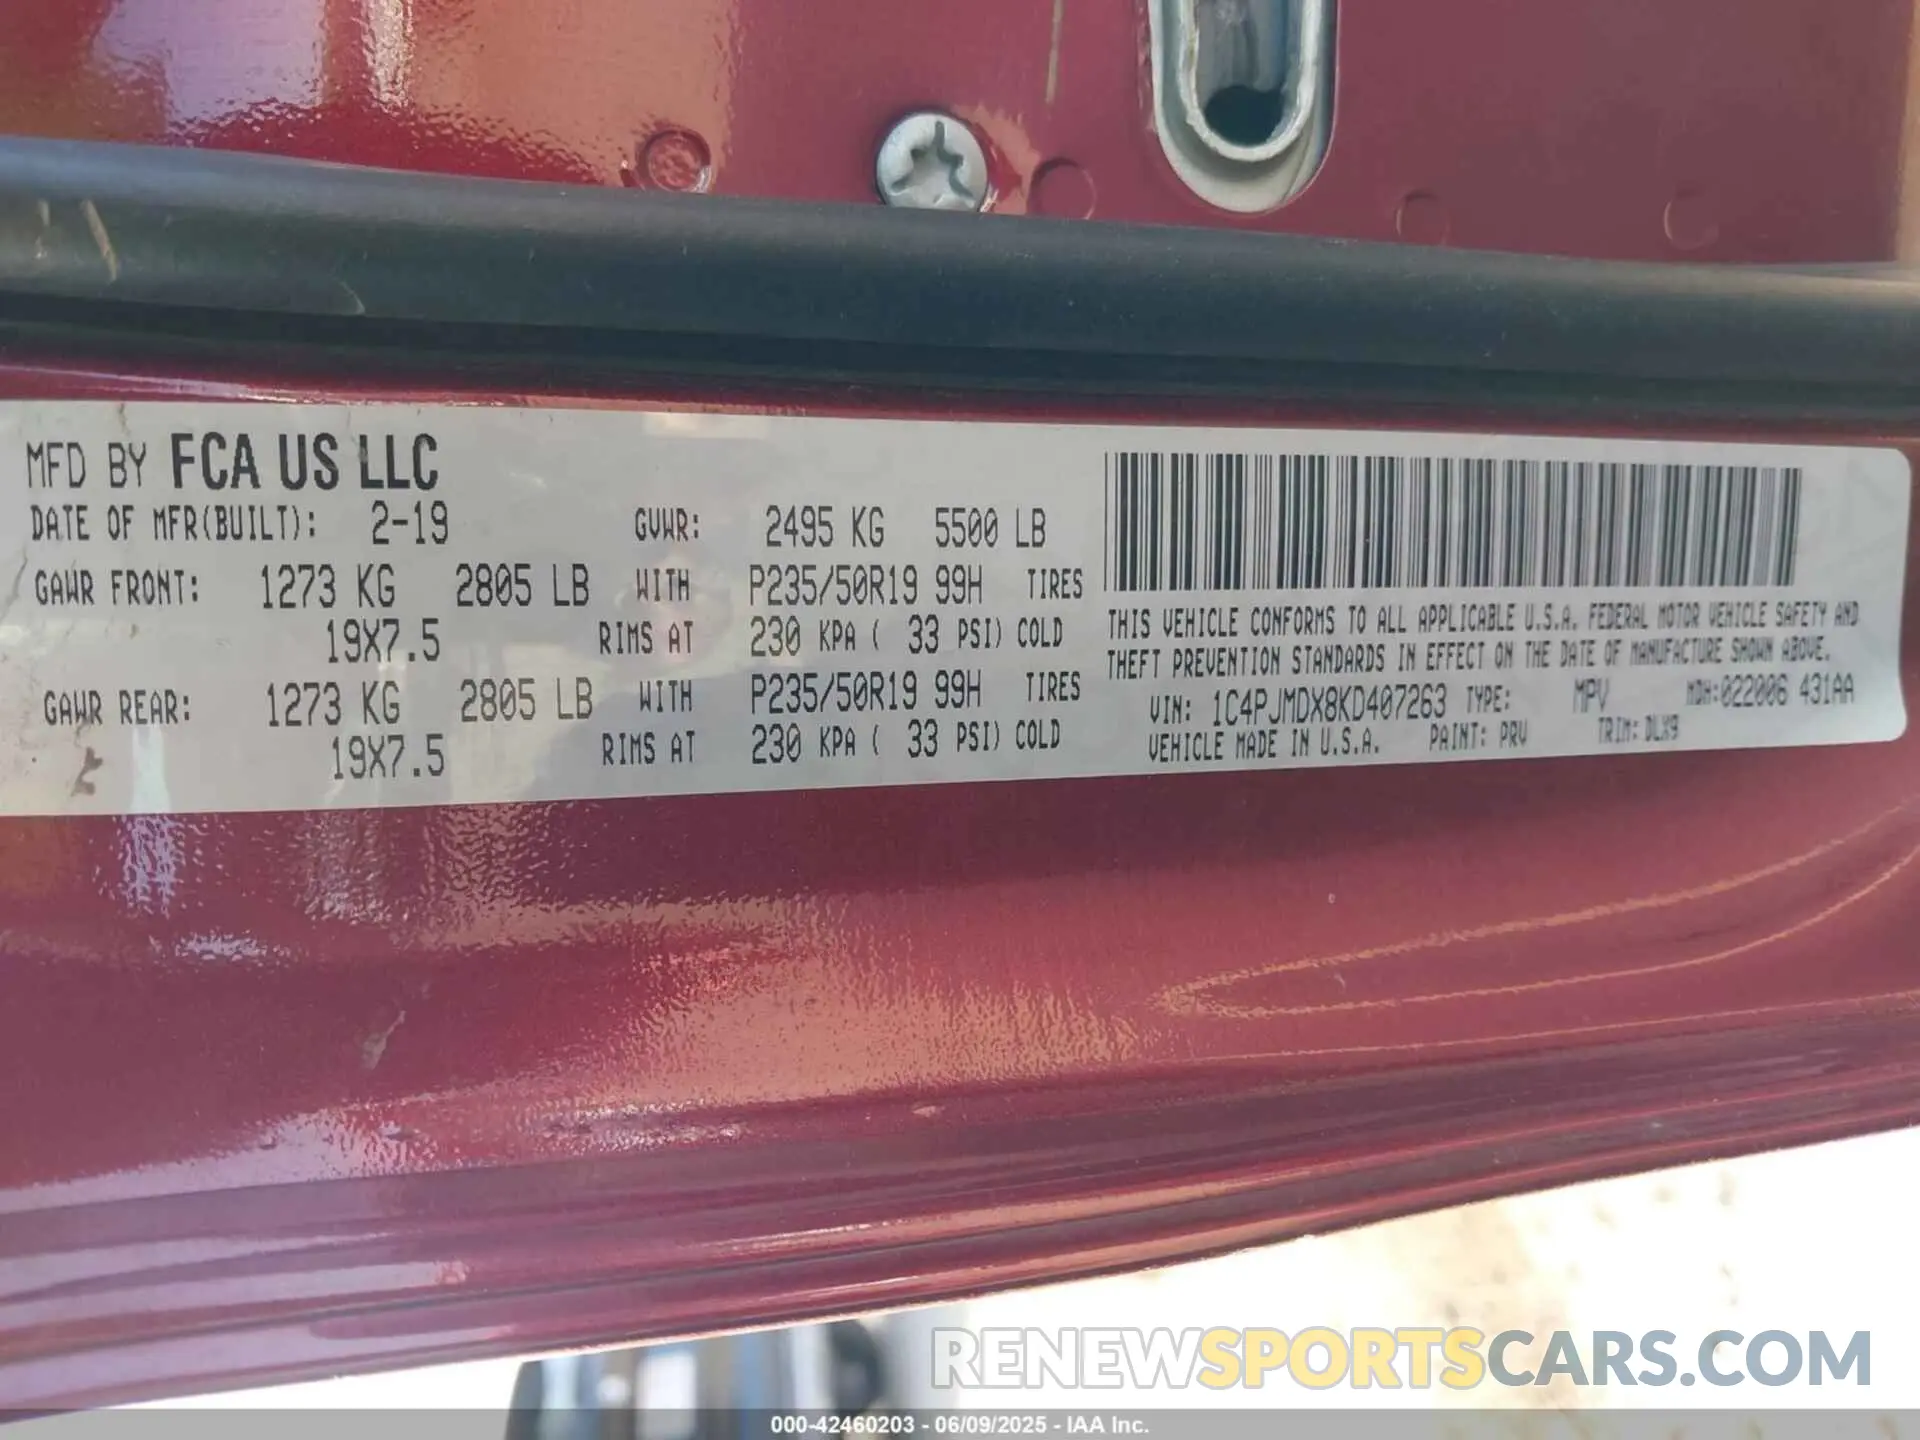 MFD BY FCA US LLC
DATE OF MFR(BUILT): 2-19 GVWR: 2495 KG 5500 LB
GAWR FRONT: 1273 KG 2805 LB WITH P235/50R19 99H TIRES
19X7.5 RIMS AT 230 KPA ( 33 PSI) COLD
GAWR REAR: 1273 KG 2805 LB WITH P235/50R19 99H TIRES
19X7.5 RIMS AT 230 KPA ( 33 PSI) COLD
THIS VEHICLE CONFORMS TO ALL APPLICABLE U.S.A. FEDERAL MOTOR VEHICLE SAFETY AND
THEFT PREVENTION STANDARDS IN EFFECT ON THE DATE OF MANUFACTURE SHOWN ABOVE.
VIN: 1C4PJMDX8KD407263 TYPE: MPV MDH:022006 431AA
VEHICLE MADE IN U.S.A. PAINT: PRV TRIM: DLX9
RENEWSPORTSCARS.COM
000-42460203 - 06/09/2025 - IAA Inc.